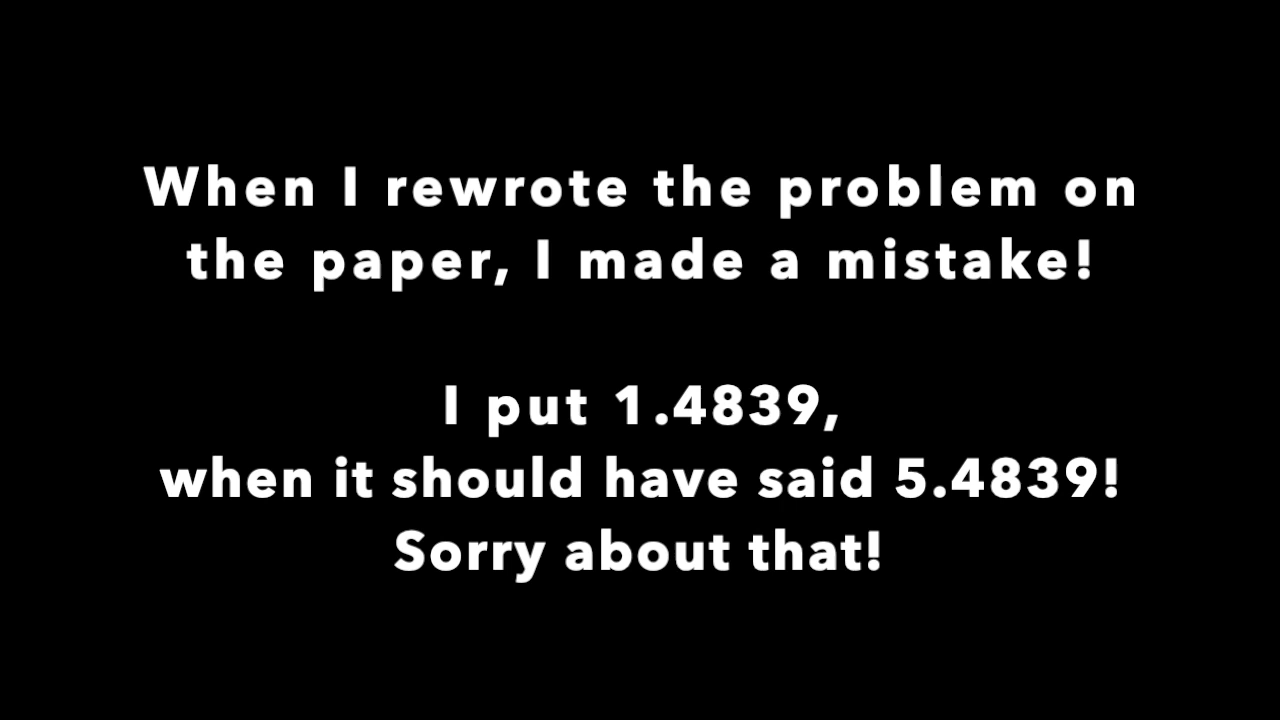 When I rewrote the problem on
the paper, I made a mistake!
I put 1.4839,
when it should have said 5.4839!
Sorry about that!